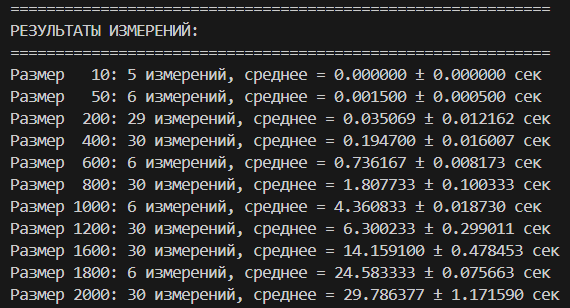 ============================================================
РЕЗУЛЬТАТЫ ИЗМЕРЕНИЙ:
============================================================
Размер   10: 5 измерений, среднее = 0.000000 ± 0.000000 сек
Размер   50: 6 измерений, среднее = 0.001500 ± 0.000500 сек
Размер  200: 29 измерений, среднее = 0.035069 ± 0.012162 сек
Размер  400: 30 измерений, среднее = 0.194700 ± 0.016007 сек
Размер  600: 6 измерений, среднее = 0.736167 ± 0.008173 сек
Размер  800: 30 измерений, среднее = 1.807733 ± 0.100333 сек
Размер 1000: 6 измерений, среднее = 4.360833 ± 0.018730 сек
Размер 1200: 30 измерений, среднее = 6.300233 ± 0.299011 сек
Размер 1600: 30 измерений, среднее = 14.159100 ± 0.478453 сек
Размер 1800: 6 измерений, среднее = 24.583333 ± 0.075663 сек
Размер 2000: 30 измерений, среднее = 29.786377 ± 1.171590 сек